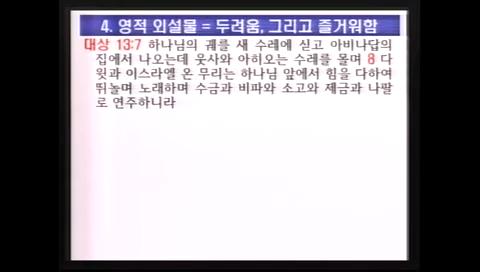 4. 영적 외설물 = 두려움, 그리고 즐거워함
대상 13:7 하나님의 궤를 새 수레에 싣고 아비나답의
집에서 나오는데 웃사와 아히오는 수레를 몰며 8 다
윗과 이스라엘 온 무리는 하나님 앞에서 힘을 다하여
뛰놀며 노래하며 수금과 비파와 소고와 제금과 나팔
로 연주하니라